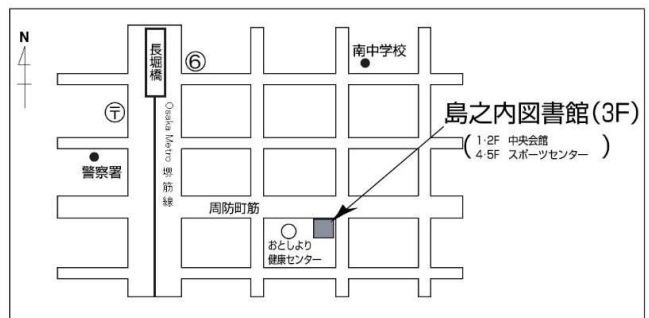 N
長堀橋
⑥
南中学校
〒
Osaka Metro 堺筋線
島之内図書館(3F)
(1・2F 中央会館
4・5F スポーツセンター)
警察署
周防町筋
おとしより
健康センター